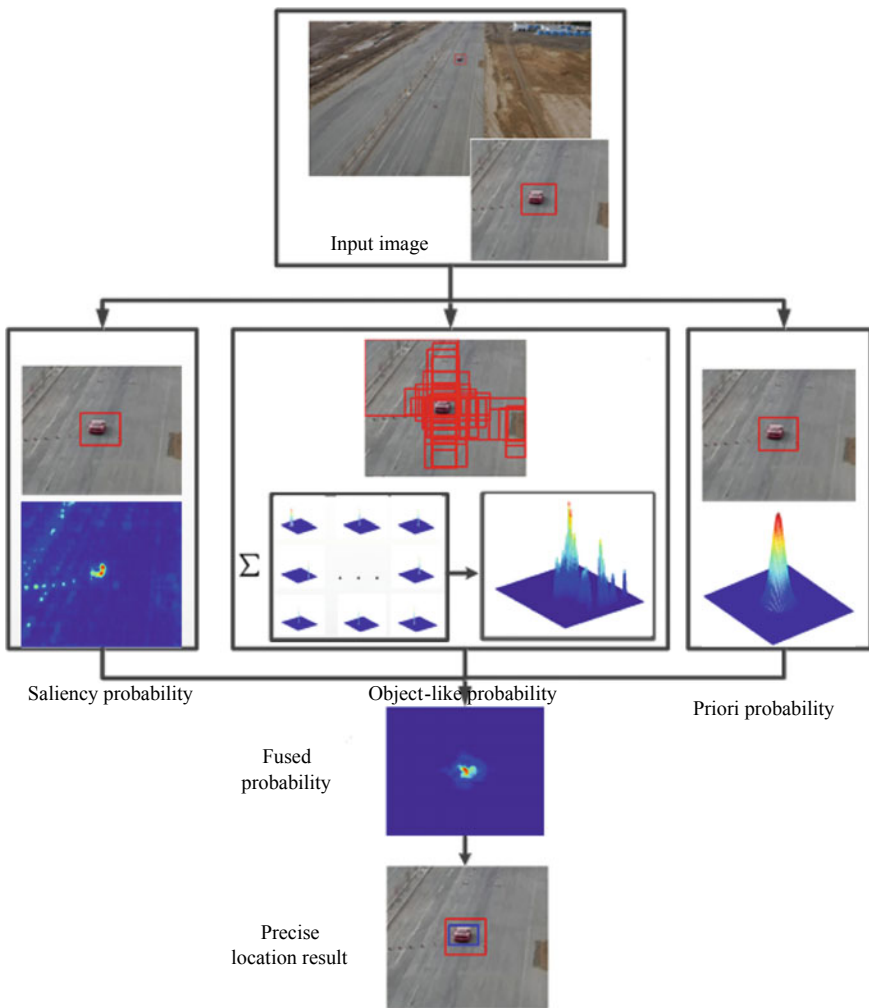 Input image
Σ
. . .
Saliency probability
Object-like probability
Priori probability
Fused
probability
Precise
location result